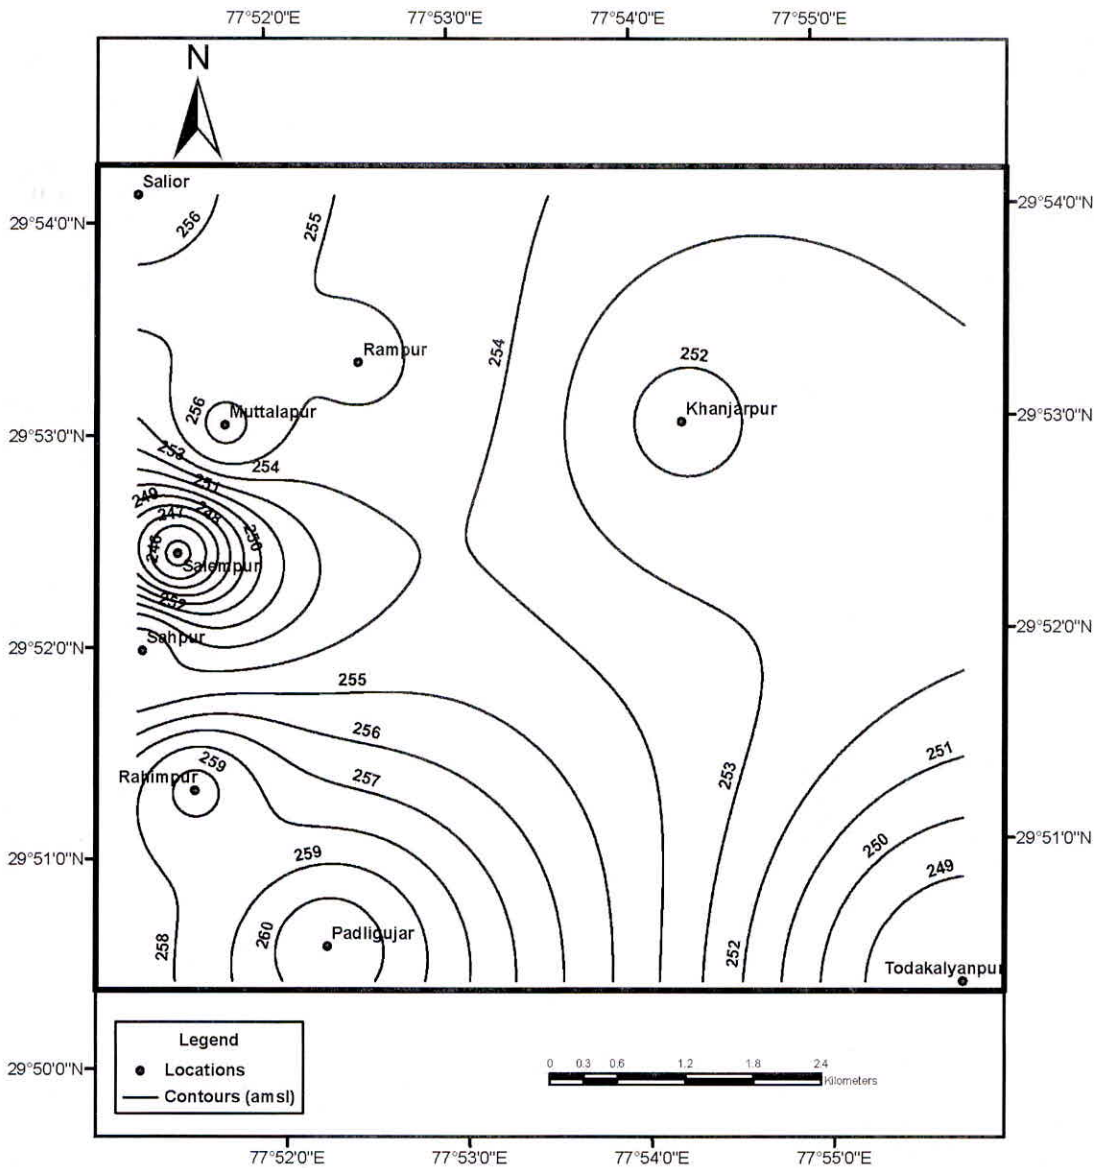 77°52'0"E 77°53'0"E 77°54'0"E 77°55'0"E
N
Salior
29°54'0"N
256
255
29°54'0"N
254
252
Rampur
256
Muttalapur
Khanjarpur
29°53'0"N
29°53'0"N
253
254
251
249
247
248
250
246
Salempur
252
Sahpur
29°52'0"N
29°52'0"N
255
256
251
259
257
253
Rahimpur
29°51'0"N
29°51'0"N
259
250
249
258
260
Padligujar
252
Todakalyanpur
Legend
Locations
Contours (amsl)
0 0.3 0.6 1.2 1.8 2.4
Kilometers
29°50'0"N
77°52'0"E 77°53'0"E 77°54'0"E 77°55'0"E